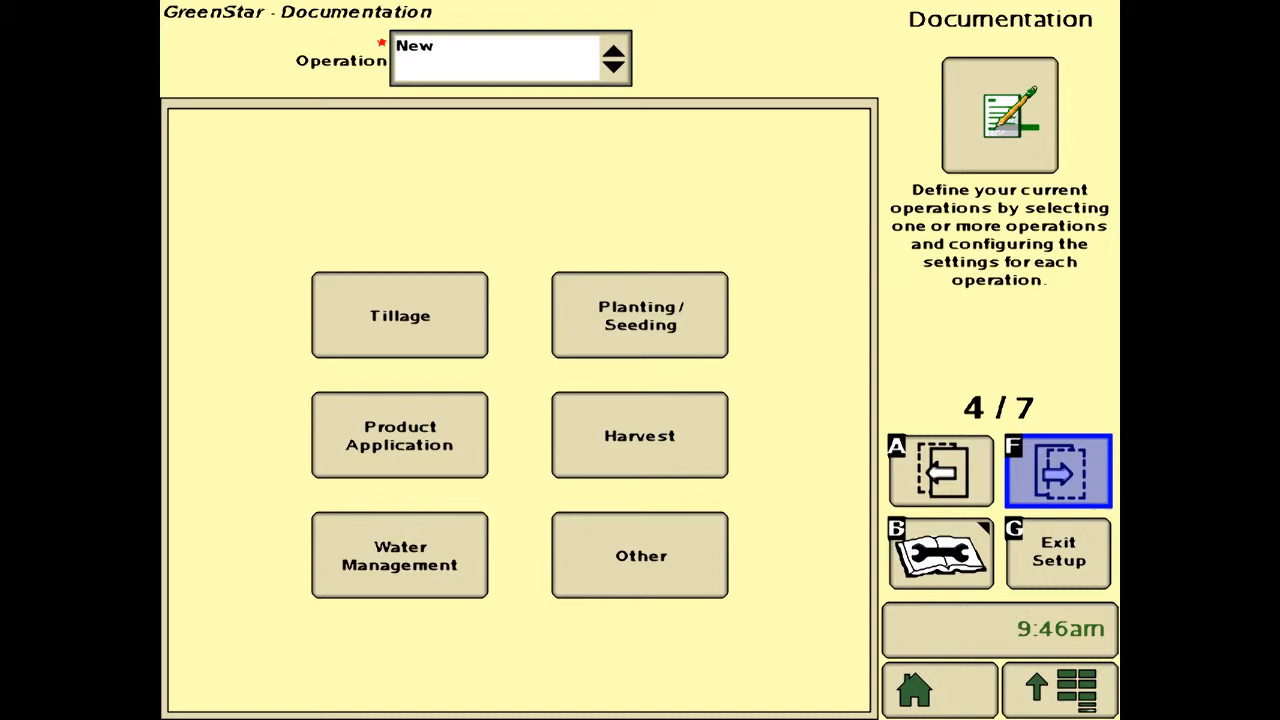 GreenStar - Documentation
Documentation
* Operation
New
Define your current
operations by selecting
one or more operations
and configuring the
settings for each
operation.
Tillage
Planting/
Seeding
Product
Application
Harvest
Water
Management
Other
4 / 7
A
F
B
G
Exit
Setup
9:46am